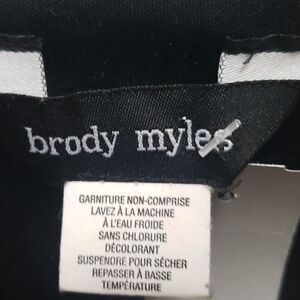 brody myles
GARNITURE NON-COMPRISE
LAVEZ À LA MACHINE
À L'EAU FROIDE
SANS CHLORURE
DÉCOLORANT
SUSPENDRE POUR SÉCHER
REPASSER À BASSE
TEMPÉRATURE